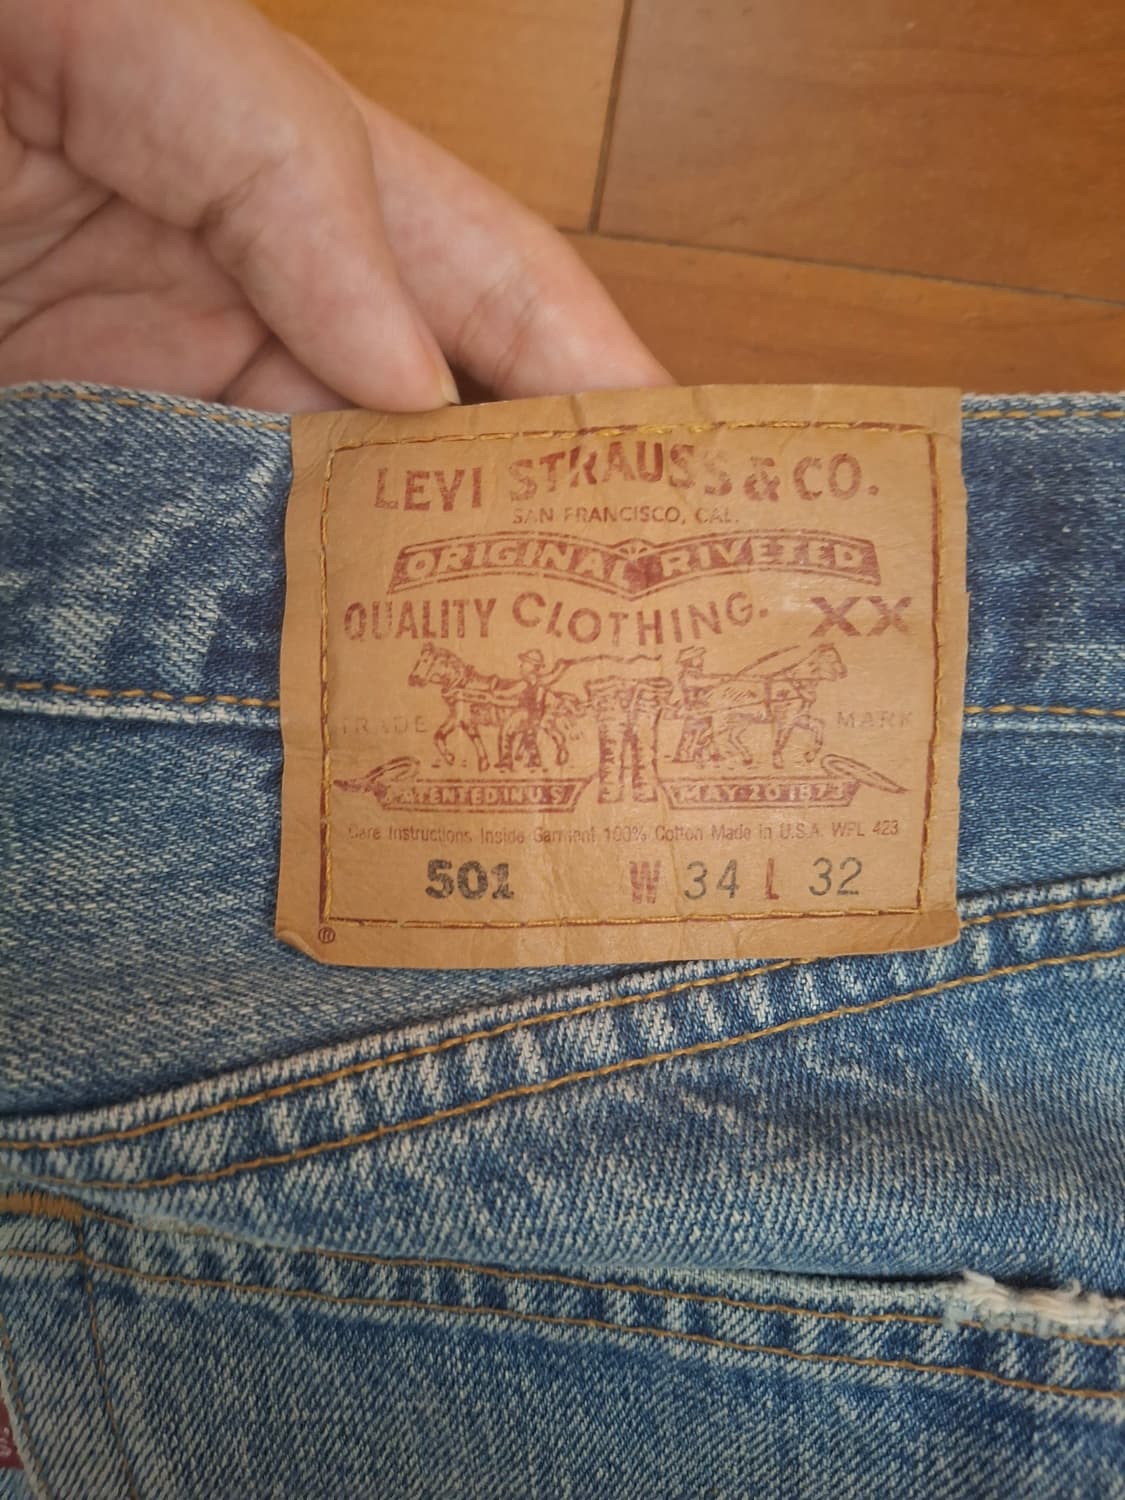 LEVI STRAUSS & CO.
SAN FRANCISCO, CAL.
ORIGINAL RIVETED
QUALITY CLOTHING. XX
TRADE MARK
PATENTED IN U.S MAY 20 1873
Care Instructions Inside Garment 100% Cotton Made in U.S.A. WPL 423
501 W 34 L 32
®